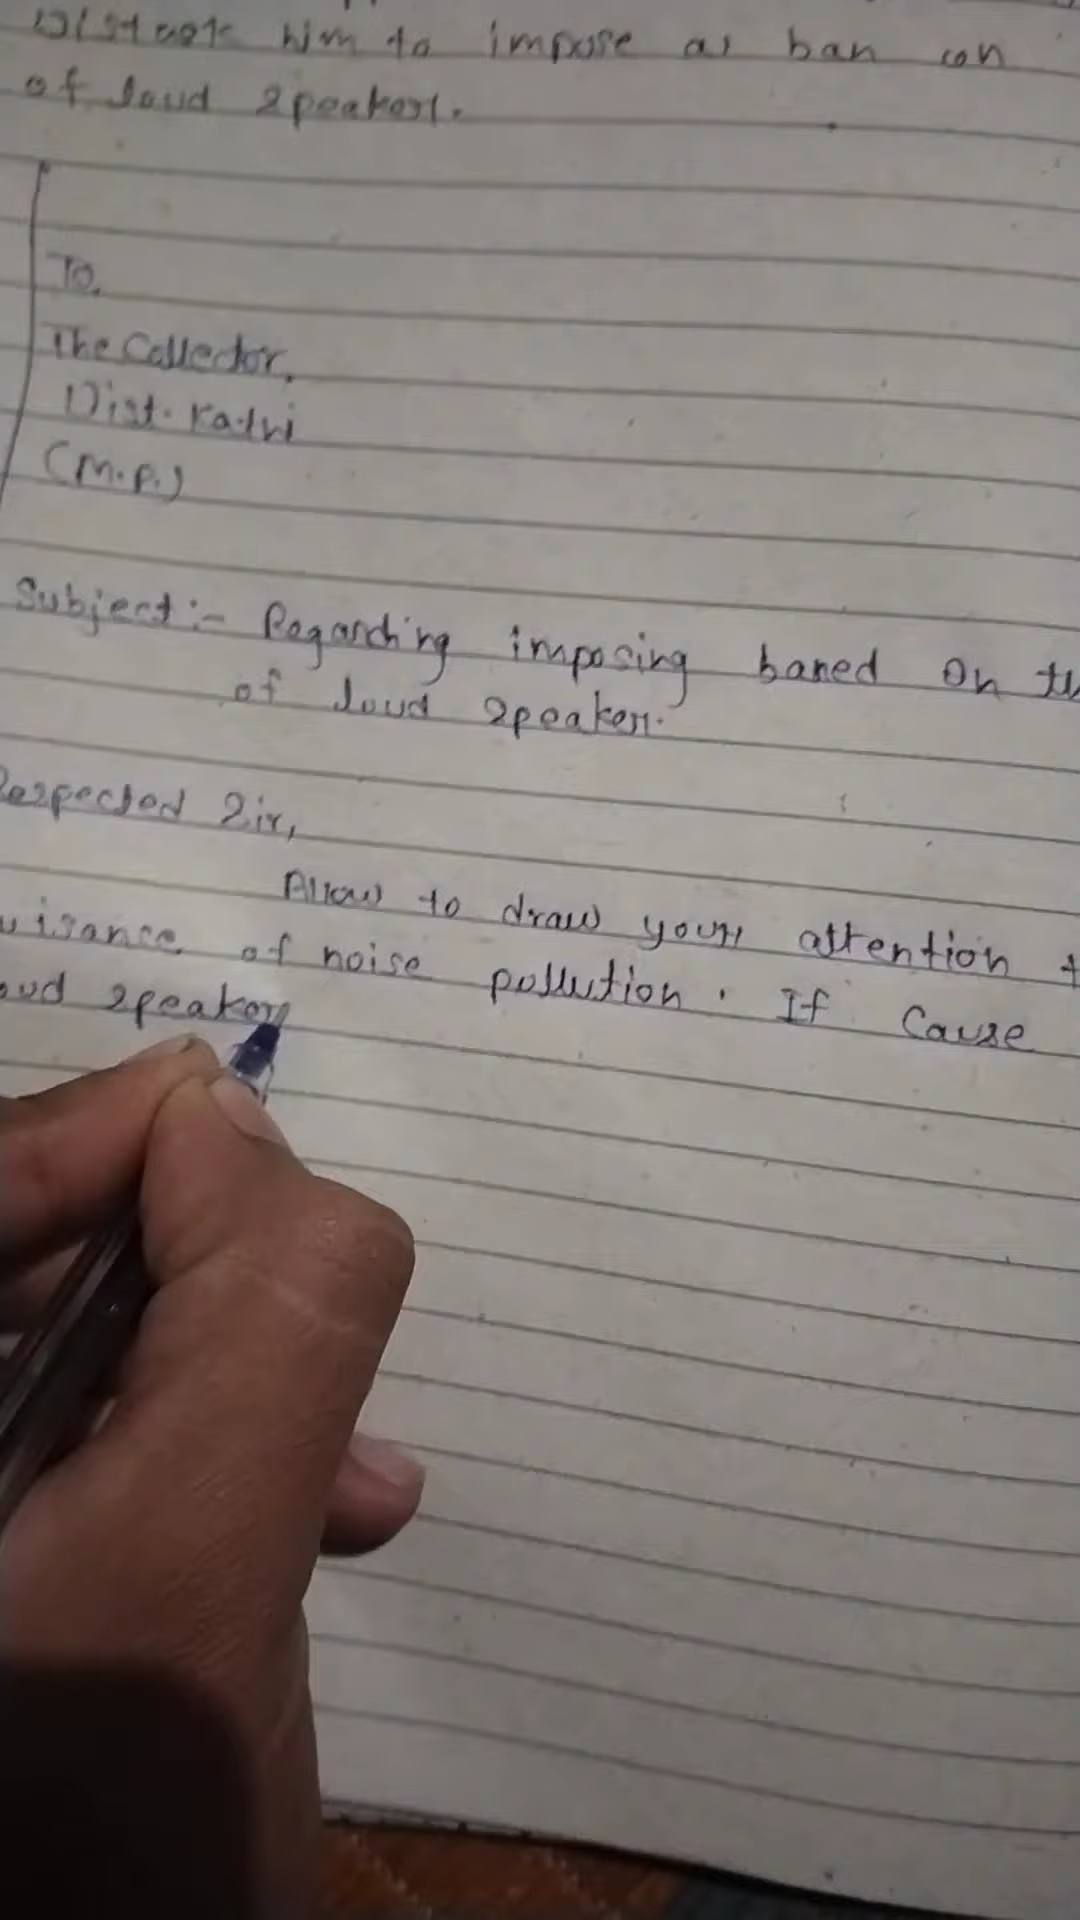 him to impose a ban on
of loud speakers.
To,
The Collector,
Dist. Katni
(M.P.)
Subject:- Regarding imposing baned on
of loud speaker.
Respected Sir,
Allow to draw your attention
of noise pollution. If Cause
speaker